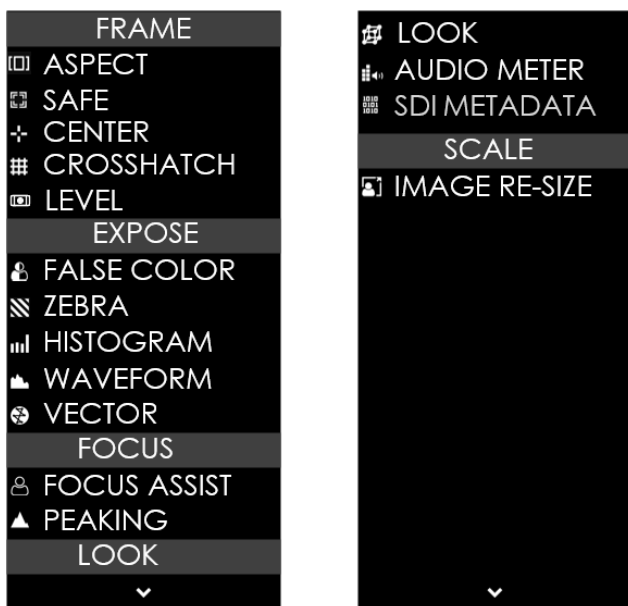 FRAME
ASPECT
SAFE
CENTER
CROSSHATCH
LEVEL
EXPOSE
FALSE COLOR
ZEBRA
HISTOGRAM
WAVEFORM
VECTOR
FOCUS
FOCUS ASSIST
PEAKING
LOOK
LOOK
AUDIO METER
SDI METADATA
SCALE
IMAGE RE-SIZE